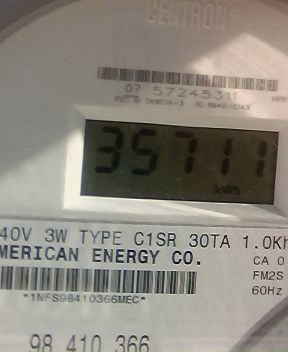 CENTRON®
07 57245311
35711
kWh
40V 3W TYPE C1SR 30TA 1.0Kh
MERICAN ENERGY CO.
CA 0
FM2S
60Hz
*1NFS98410366MEC*
98 410 366